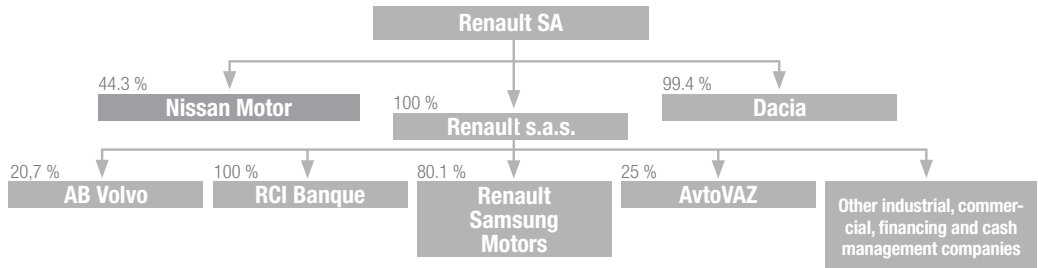 Renault SA
44.3 %
Nissan Motor
100 %
Renault s.a.s.
99.4 %
Dacia
20,7 %
AB Volvo
100 %
RCI Banque
80.1 %
Renault
Samsung
Motors
25 %
AvtoVAZ
Other industrial, commer-
cial, financing and cash
management companies